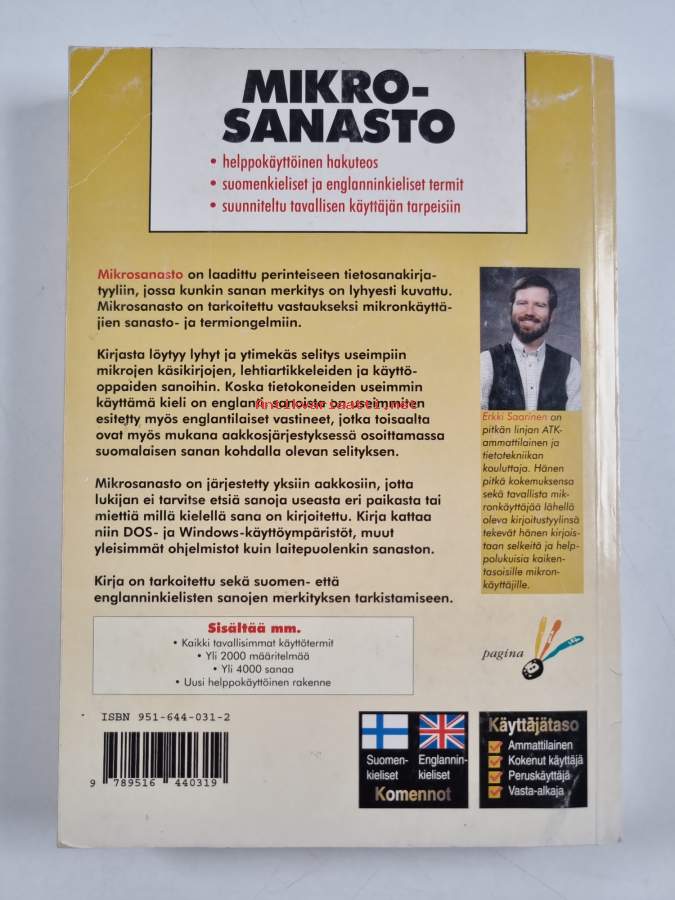 MIKRO-
SANASTO
• helppokäyttöinen hakuteos
• suomenkieliset ja englanninkieliset termit
• suunniteltu tavallisen käyttäjän tarpeisiin
Mikrosanasto on laadittu perinteiseen tietosanakirja-
tyyliin, jossa kunkin sanan merkitys on lyhyesti kuvattu.
Mikrosanasto on tarkoitettu vastaukseksi mikronkäyttä-
jien sanasto- ja termiongelmiin.
Kirjasta löytyy lyhyt ja ytimekäs selitys useimpiin
mikrojen käsikirjojen, lehtiartikkeleiden ja käyttö-
oppaiden sanoihin. Koska tietokoneiden useimmin
käyttämä kieli on englanti, sanoista on useimmiten
antikvariaatti.net
esitetty myös englantilaiset vastineet, jotka toisaalta
ovat myös mukana aakkosjärjestyksessä osoittamassa
suomalaisen sanan kohdalla olevan selityksen.
Mikrosanasto on järjestetty yksiin aakkosiin, jotta
lukijan ei tarvitse etsiä sanoja useasta eri paikasta tai
miettiä millä kielellä sana on kirjoitettu. Kirja kattaa
niin DOS- ja Windows-käyttöympäristöt, muut
yleisimmät ohjelmistot kuin laitepuolenkin sanaston.
Kirja on tarkoitettu sekä suomen- että
englanninkielisten sanojen merkityksen tarkistamiseen.
Erkki Saarinen on
pitkän linjan ATK-
ammattilainen ja
tietotekniikan
kouluttaja. Hänen
pitkä kokemuksensa
sekä tavallista mik-
ronkäyttäjää lähellä
oleva kirjoitustyylinsä
tekevät hänen kirjois-
taan selkeitä ja help-
polukuisia kaiken-
tasoisille mikron-
käyttäjille.
Sisältää mm.
• Kaikki tavallisimmat käyttötermit
• Yli 2000 määritelmää
• Yli 4000 sanaa
• Uusi helppokäyttöinen rakenne
pagina
ISBN 951-644-031-2
9 789516 440319
Suomen-
kieliset
Englannin-
kieliset
Komennot
Käyttäjätaso
Ammattilainen
Kokenut käyttäjä
Peruskäyttäjä
Vasta-alkaja